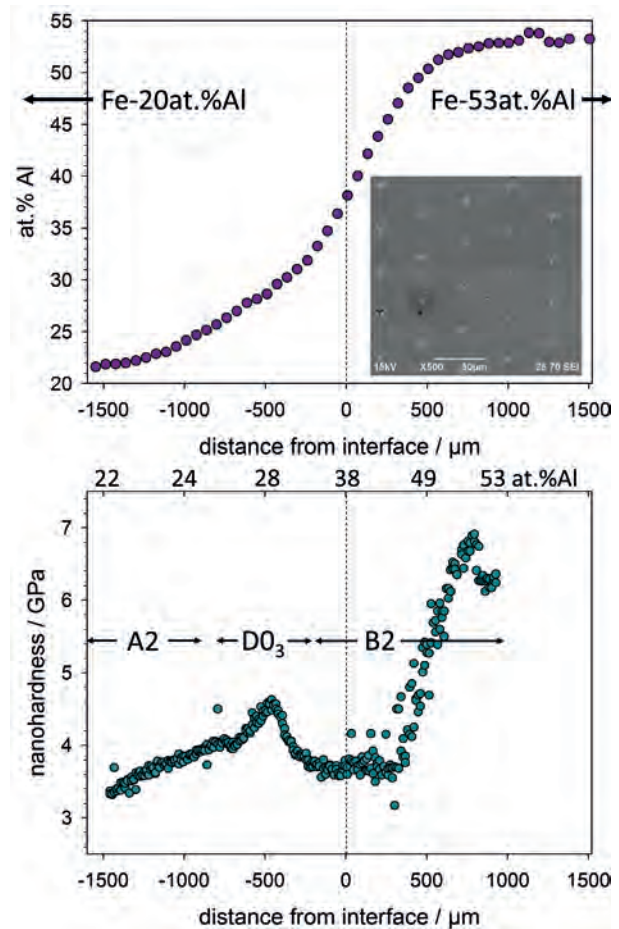 55
50
45
40
35
30
25
20
at.% Al
Fe-20at.%Al
Fe-53at.%Al
15kV X500 50µm 28 70 SEI
-1500 -1000 -500 0 500 1000 1500
distance from interface / µm
22 24 28 38 49 53 at.%Al
7
6
5
4
3
nanohardness / GPa
A2 D0₃ B2
-1500 -1000 -500 0 500 1000 1500
distance from interface / µm